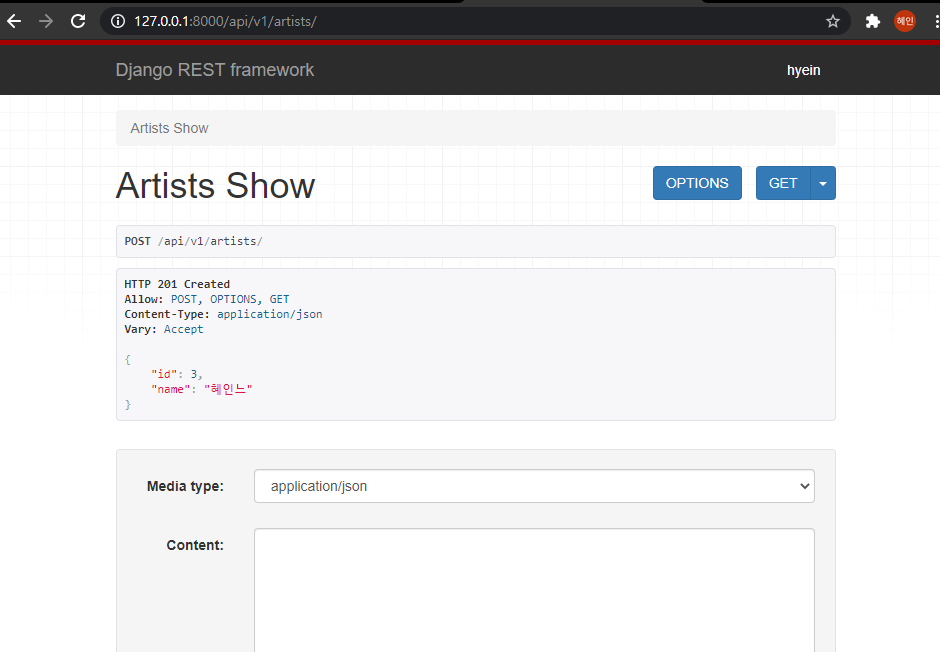 127.0.0.1:8000/api/v1/artists/
혜인
Django REST framework
hyein
Artists Show
Artists Show
OPTIONS
GET
POST /api/v1/artists/
HTTP 201 Created
Allow: POST, OPTIONS, GET
Content-Type: application/json
Vary: Accept
{
"id": 3,
"name": "혜인느"
}
Media type:
application/json
Content: